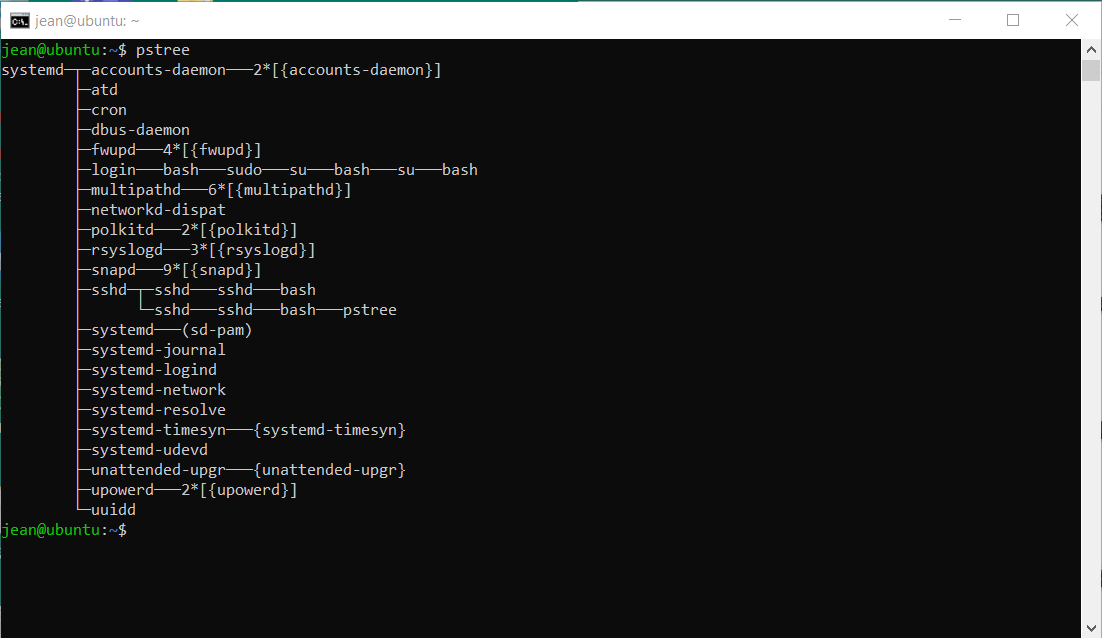 jean@ubuntu: ~
jean@ubuntu:~$ pstree
systemd─┬─accounts-daemon───2*[{accounts-daemon}]
        ├─atd
        ├─cron
        ├─dbus-daemon
        ├─fwupd───4*[{fwupd}]
        ├─login───bash───sudo───su───bash───su───bash
        ├─multipathd───6*[{multipathd}]
        ├─networkd-dispat
        ├─polkitd───2*[{polkitd}]
        ├─rsyslogd───3*[{rsyslogd}]
        ├─snapd───9*[{snapd}]
        ├─sshd─┬─sshd───sshd───bash
        │      └─sshd───sshd───bash───pstree
        ├─systemd───(sd-pam)
        ├─systemd-journal
        ├─systemd-logind
        ├─systemd-network
        ├─systemd-resolve
        ├─systemd-timesyn───{systemd-timesyn}
        ├─systemd-udevd
        ├─unattended-upgr───{unattended-upgr}
        ├─upowerd───2*[{upowerd}]
        └─uuidd
jean@ubuntu:~$